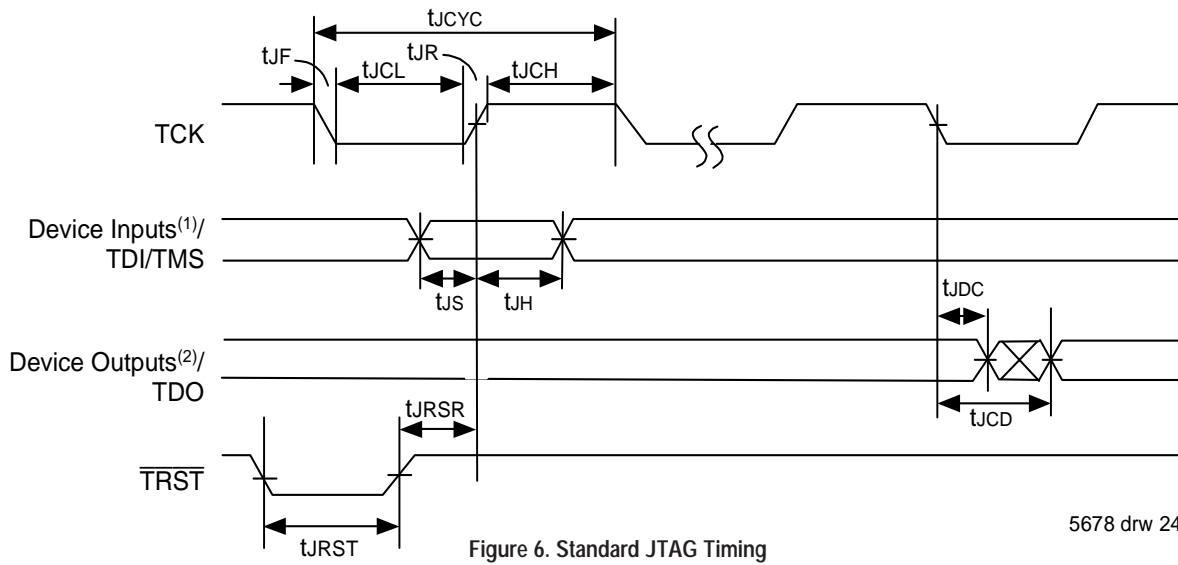 tJCYC
tJF
tJR
tJCL
tJCH
TCK
Device Inputs(1)/
TDI/TMS
tJS
tJH
tJDC
Device Outputs(2)/
TDO
tJRSR
tJCD
TRST
tJRST
5678 drw 24
Figure 6. Standard JTAG Timing